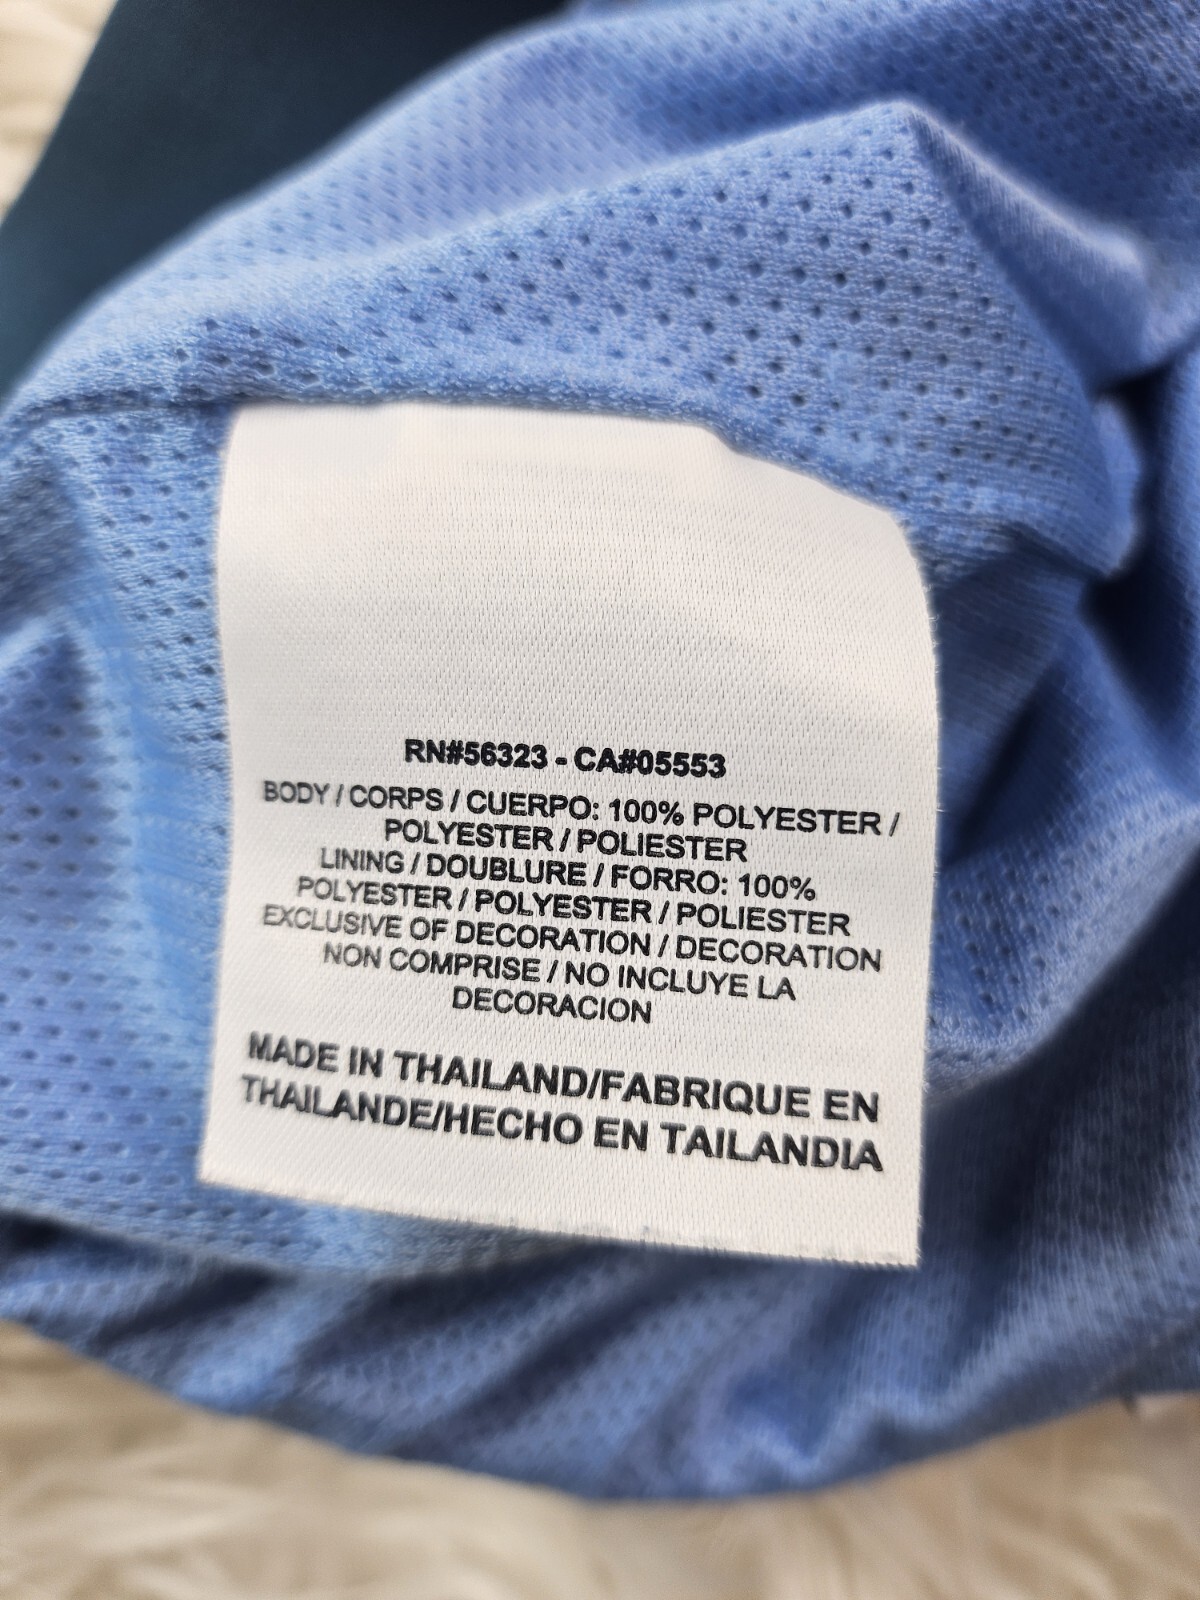 RN#56323 - CA#05553
BODY / CORPS / CUERPO: 100% POLYESTER /
POLYESTER / POLIESTER
LINING / DOUBLURE / FORRO: 100%
POLYESTER / POLYESTER / POLIESTER
EXCLUSIVE OF DECORATION / DECORATION
NON COMPRISE / NO INCLUYE LA
DECORACION
MADE IN THAILAND/FABRIQUE EN
THAILANDE/HECHO EN TAILANDIA